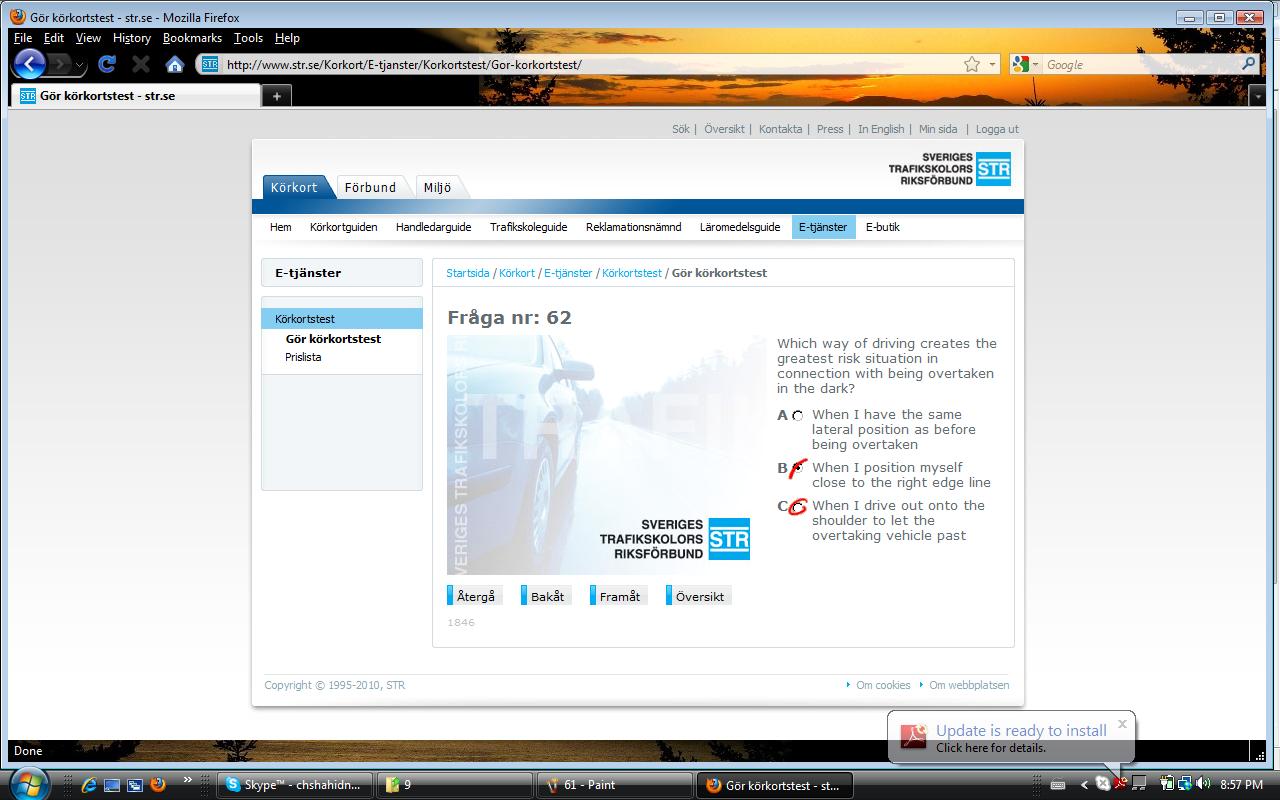 Gör körkortstest - str.se - Mozilla Firefox
File Edit View History Bookmarks Tools Help
STR http://www.str.se/Korkort/E-tjanster/Korkortstest/Gor-korkortstest/ Google
STR Gör körkortstest - str.se
Sök | Översikt | Kontakta | Press | In English | Min sida | Logga ut
SVERIGES
TRAFIKSKOLORS
RIKSFÖRBUND
STR
Körkort Förbund Miljö
Hem Körkortguiden Handledarguide Trafikskoleguide Reklamationsnämnd Läromedelsguide E-tjänster E-butik
E-tjänster
Körkortstest
Gör körkortstest
Prislista
Startsida / Körkort / E-tjänster / Körkortstest / Gör körkortstest
Fråga nr: 62
TRAFI
SVERIGES
TRAFIKSKOLORS
RIKSFÖRBUND
STR
Which way of driving creates the
greatest risk situation in
connection with being overtaken
in the dark?
A When I have the same
lateral position as before
being overtaken
B When I position myself
close to the right edge line
C When I drive out onto the
shoulder to let the
overtaking vehicle past
Återgå Bakåt Framåt Översikt
1846
Copyright © 1995-2010, STR
Om cookies Om webbplatsen
Update is ready to install
Click here for details.
Done
Skype™ - chshahidn...
9
61 - Paint
Gör körkortstest - st...
8:57 PM